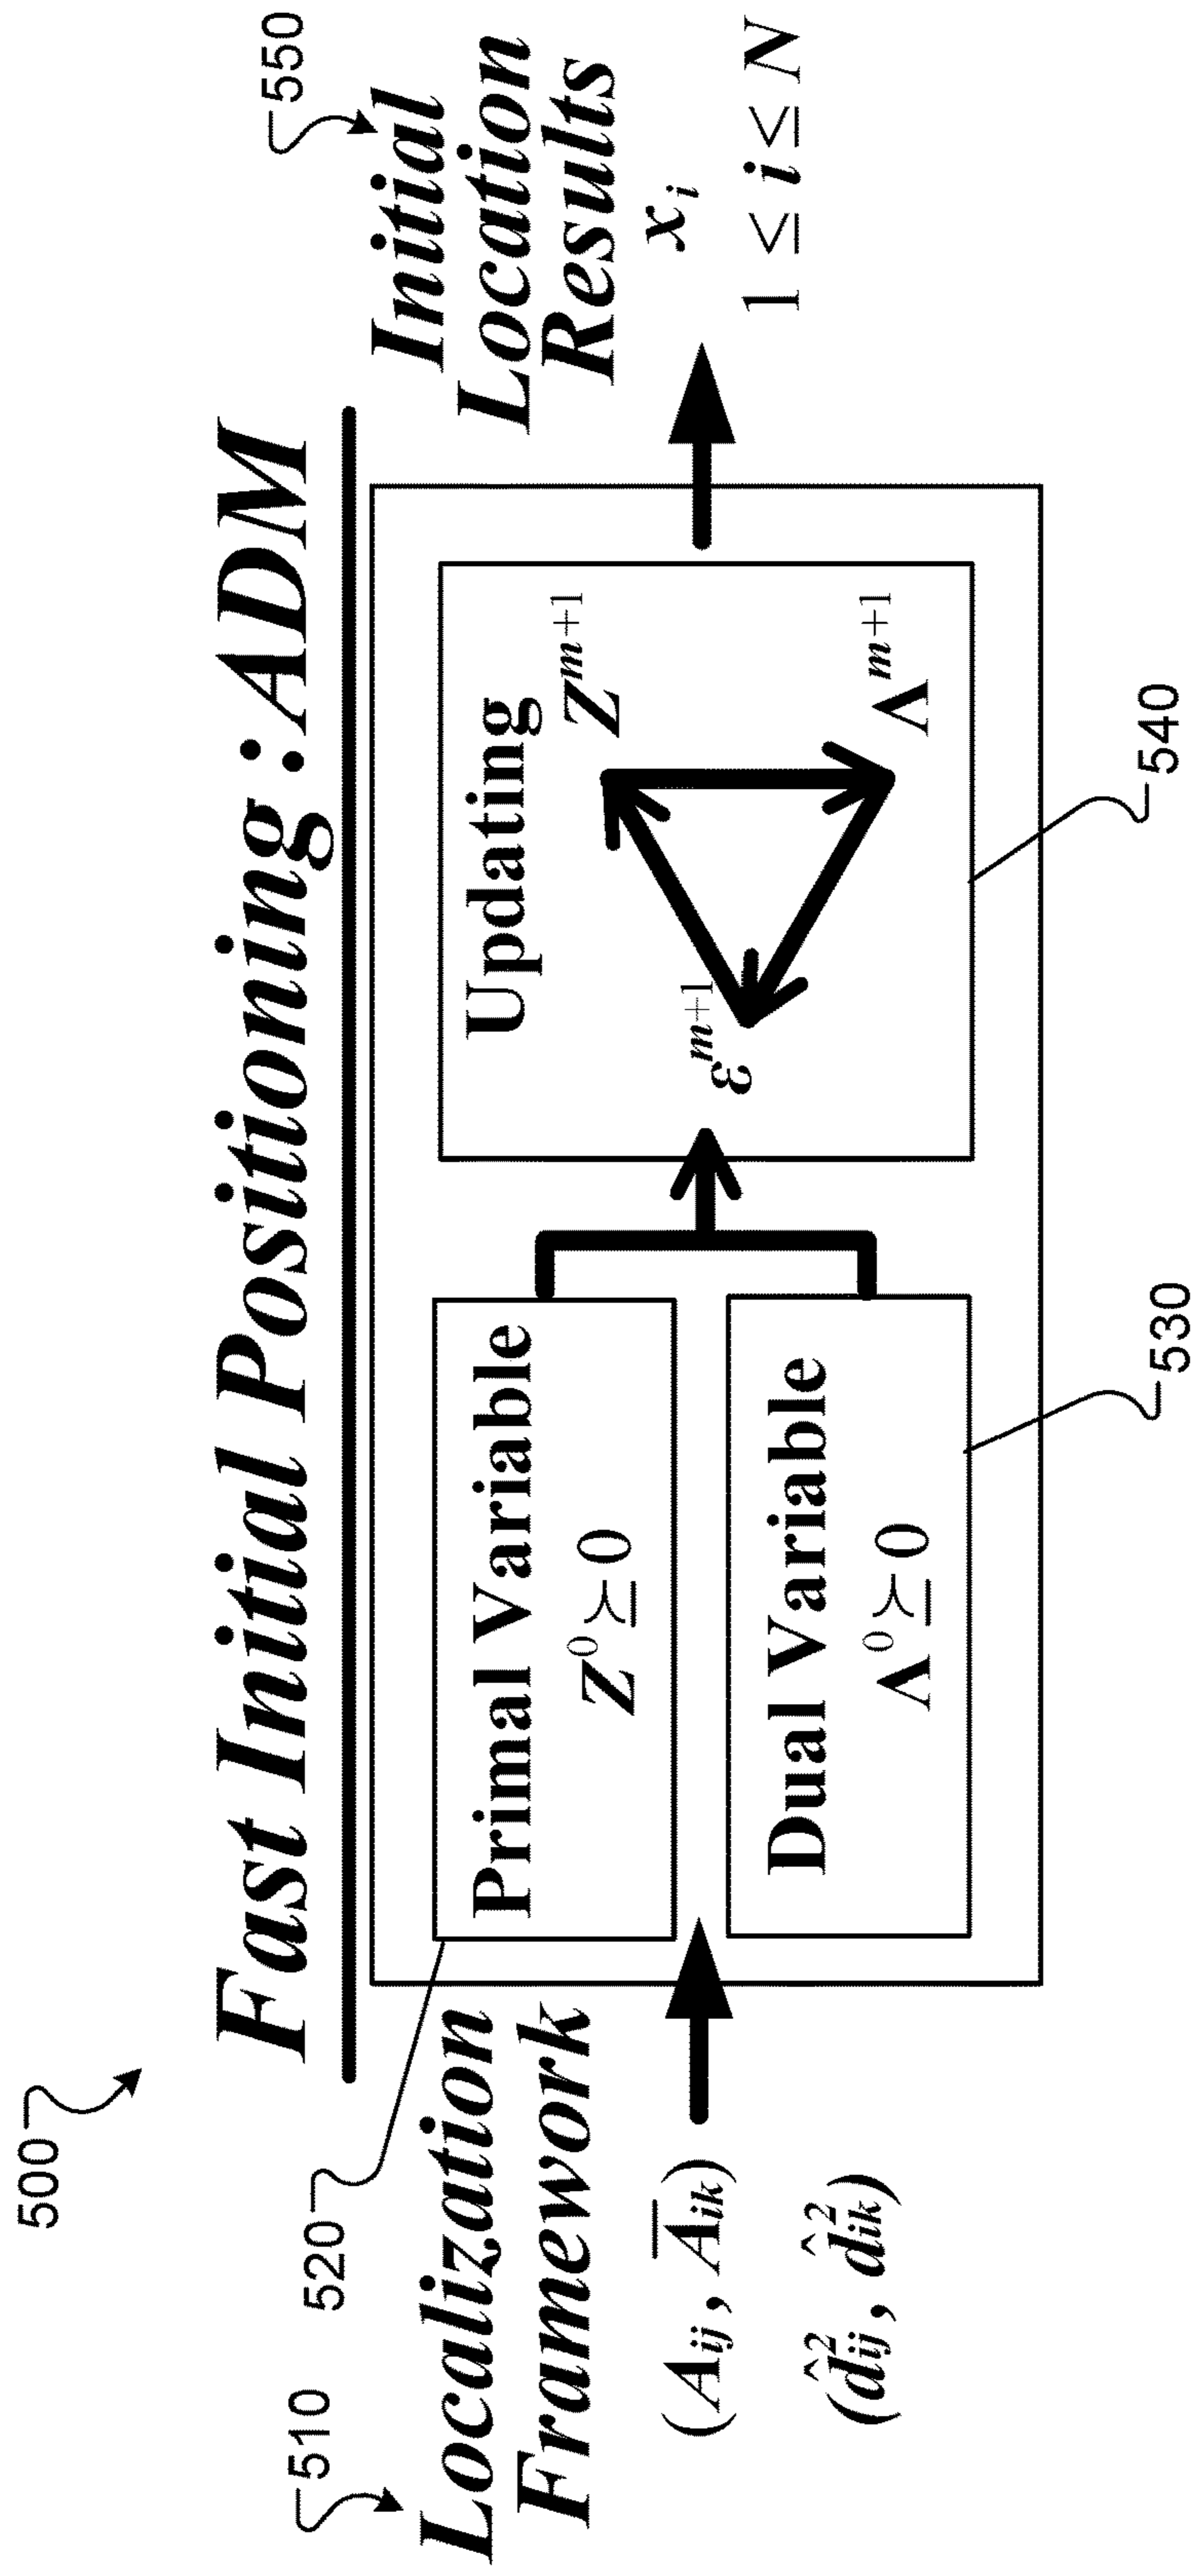 500
Fast Initial Positioning : ADM
510
Localization
Framework
(A_ij, A̅_ik)
(d̂²_ij, d̂²_ik)
520
Primal Variable
Z⁰ ⪰ 0
Dual Variable
Λ⁰ ⪰ 0
530
Updating
ε^{m+1}
Z^{m+1}
Λ^{m+1}
540
550
Initial
Location
Results
x_i
1 ≤ i ≤ N